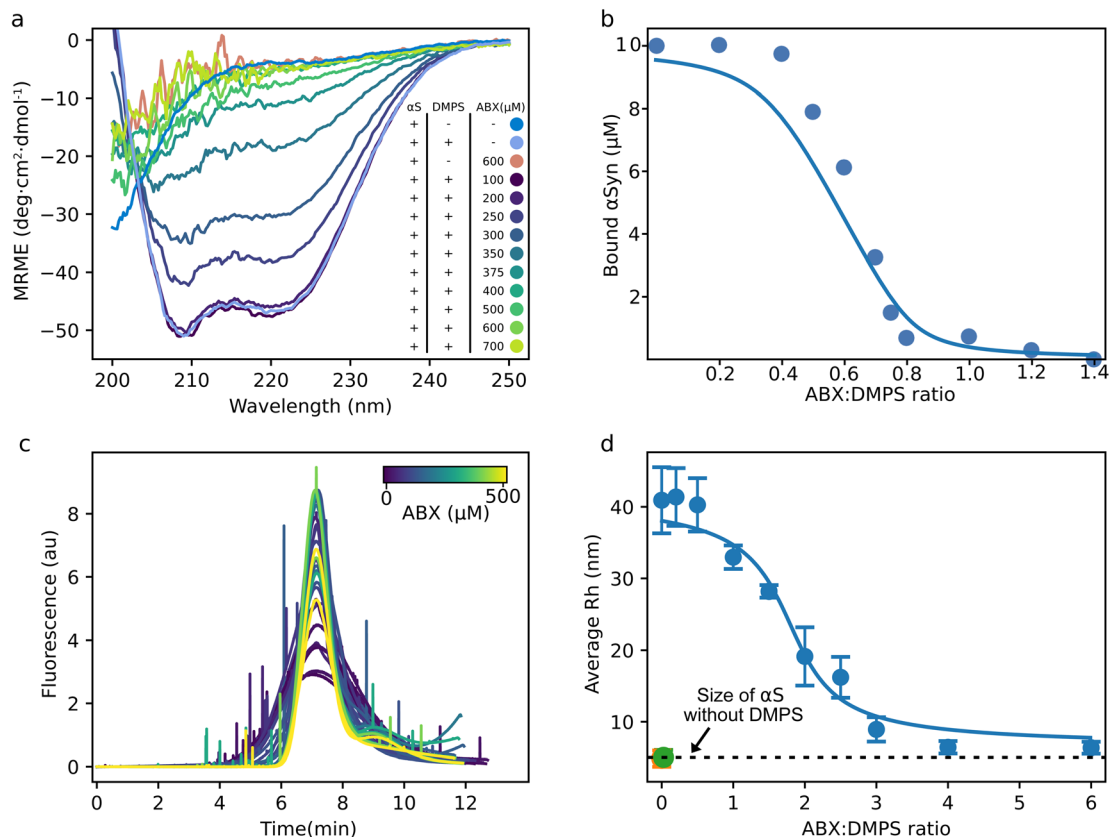 a
0
−10
−20
−30
−40
−50
MRME (deg·cm²·dmol⁻¹)
αS DMPS ABX(μM)
+ - -
+ + -
+ - 600
+ + 100
+ + 200
+ + 250
+ + 300
+ + 350
+ + 375
+ + 400
+ + 500
+ + 600
+ + 700
200 210 220 230 240 250
Wavelength (nm)
b
10
8
6
4
2
Bound αSyn (μM)
0.2 0.4 0.6 0.8 1.0 1.2 1.4
ABX:DMPS ratio
c
8
6
4
2
0
Fluorescence (au)
0 500
ABX (μM)
0 2 4 6 8 10 12
Time(min)
d
40
30
20
10
Average Rh (nm)
Size of αS
without DMPS
0 1 2 3 4 5 6
ABX:DMPS ratio